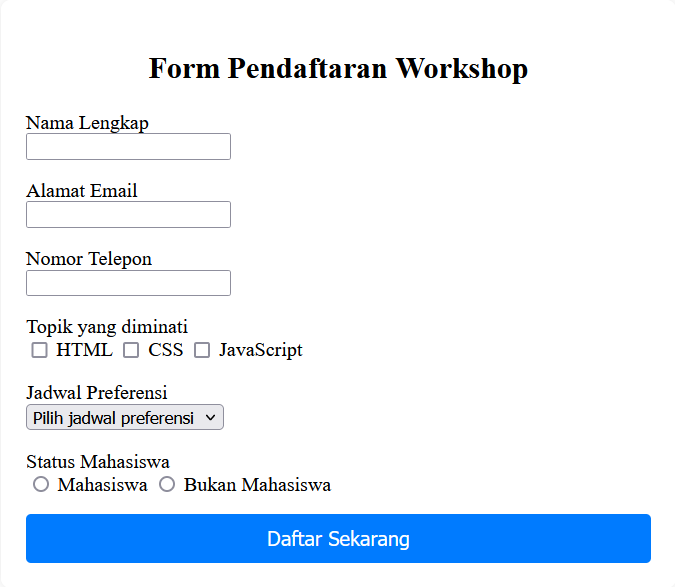 Form Pendaftaran Workshop
Nama Lengkap
Alamat Email
Nomor Telepon
Topik yang diminati
HTML CSS JavaScript
Jadwal Preferensi
Pilih jadwal preferensi
Status Mahasiswa
Mahasiswa Bukan Mahasiswa
Daftar Sekarang